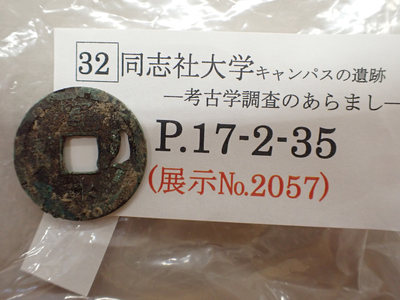 32 同志社大学キャンパスの遺跡
―考古学調査のあらまし―
P.17-2-35
(展示No.2057)